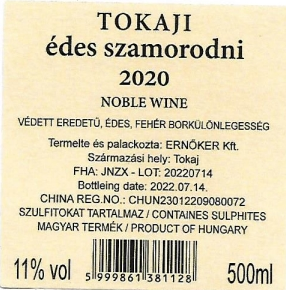 TOKAJI
édes szamorodni
2020
NOBLE WINE
VÉDETT EREDETŰ, ÉDES, FEHÉR BORKÜLÖNLEGESSÉG
Termelte és palackozta: ERNŐKER Kft.
Származási hely: Tokaj
FHA: JNZX - LOT: 20220714
Bottleing date: 2022.07.14.
CHINA REG.NO.: CHUN23012209080072
SZULFITOKAT TARTALMAZ / CONTAINES SULPHITES
MAGYAR TERMÉK / PRODUCT OF HUNGARY
11% vol
5 999861 381128
500ml